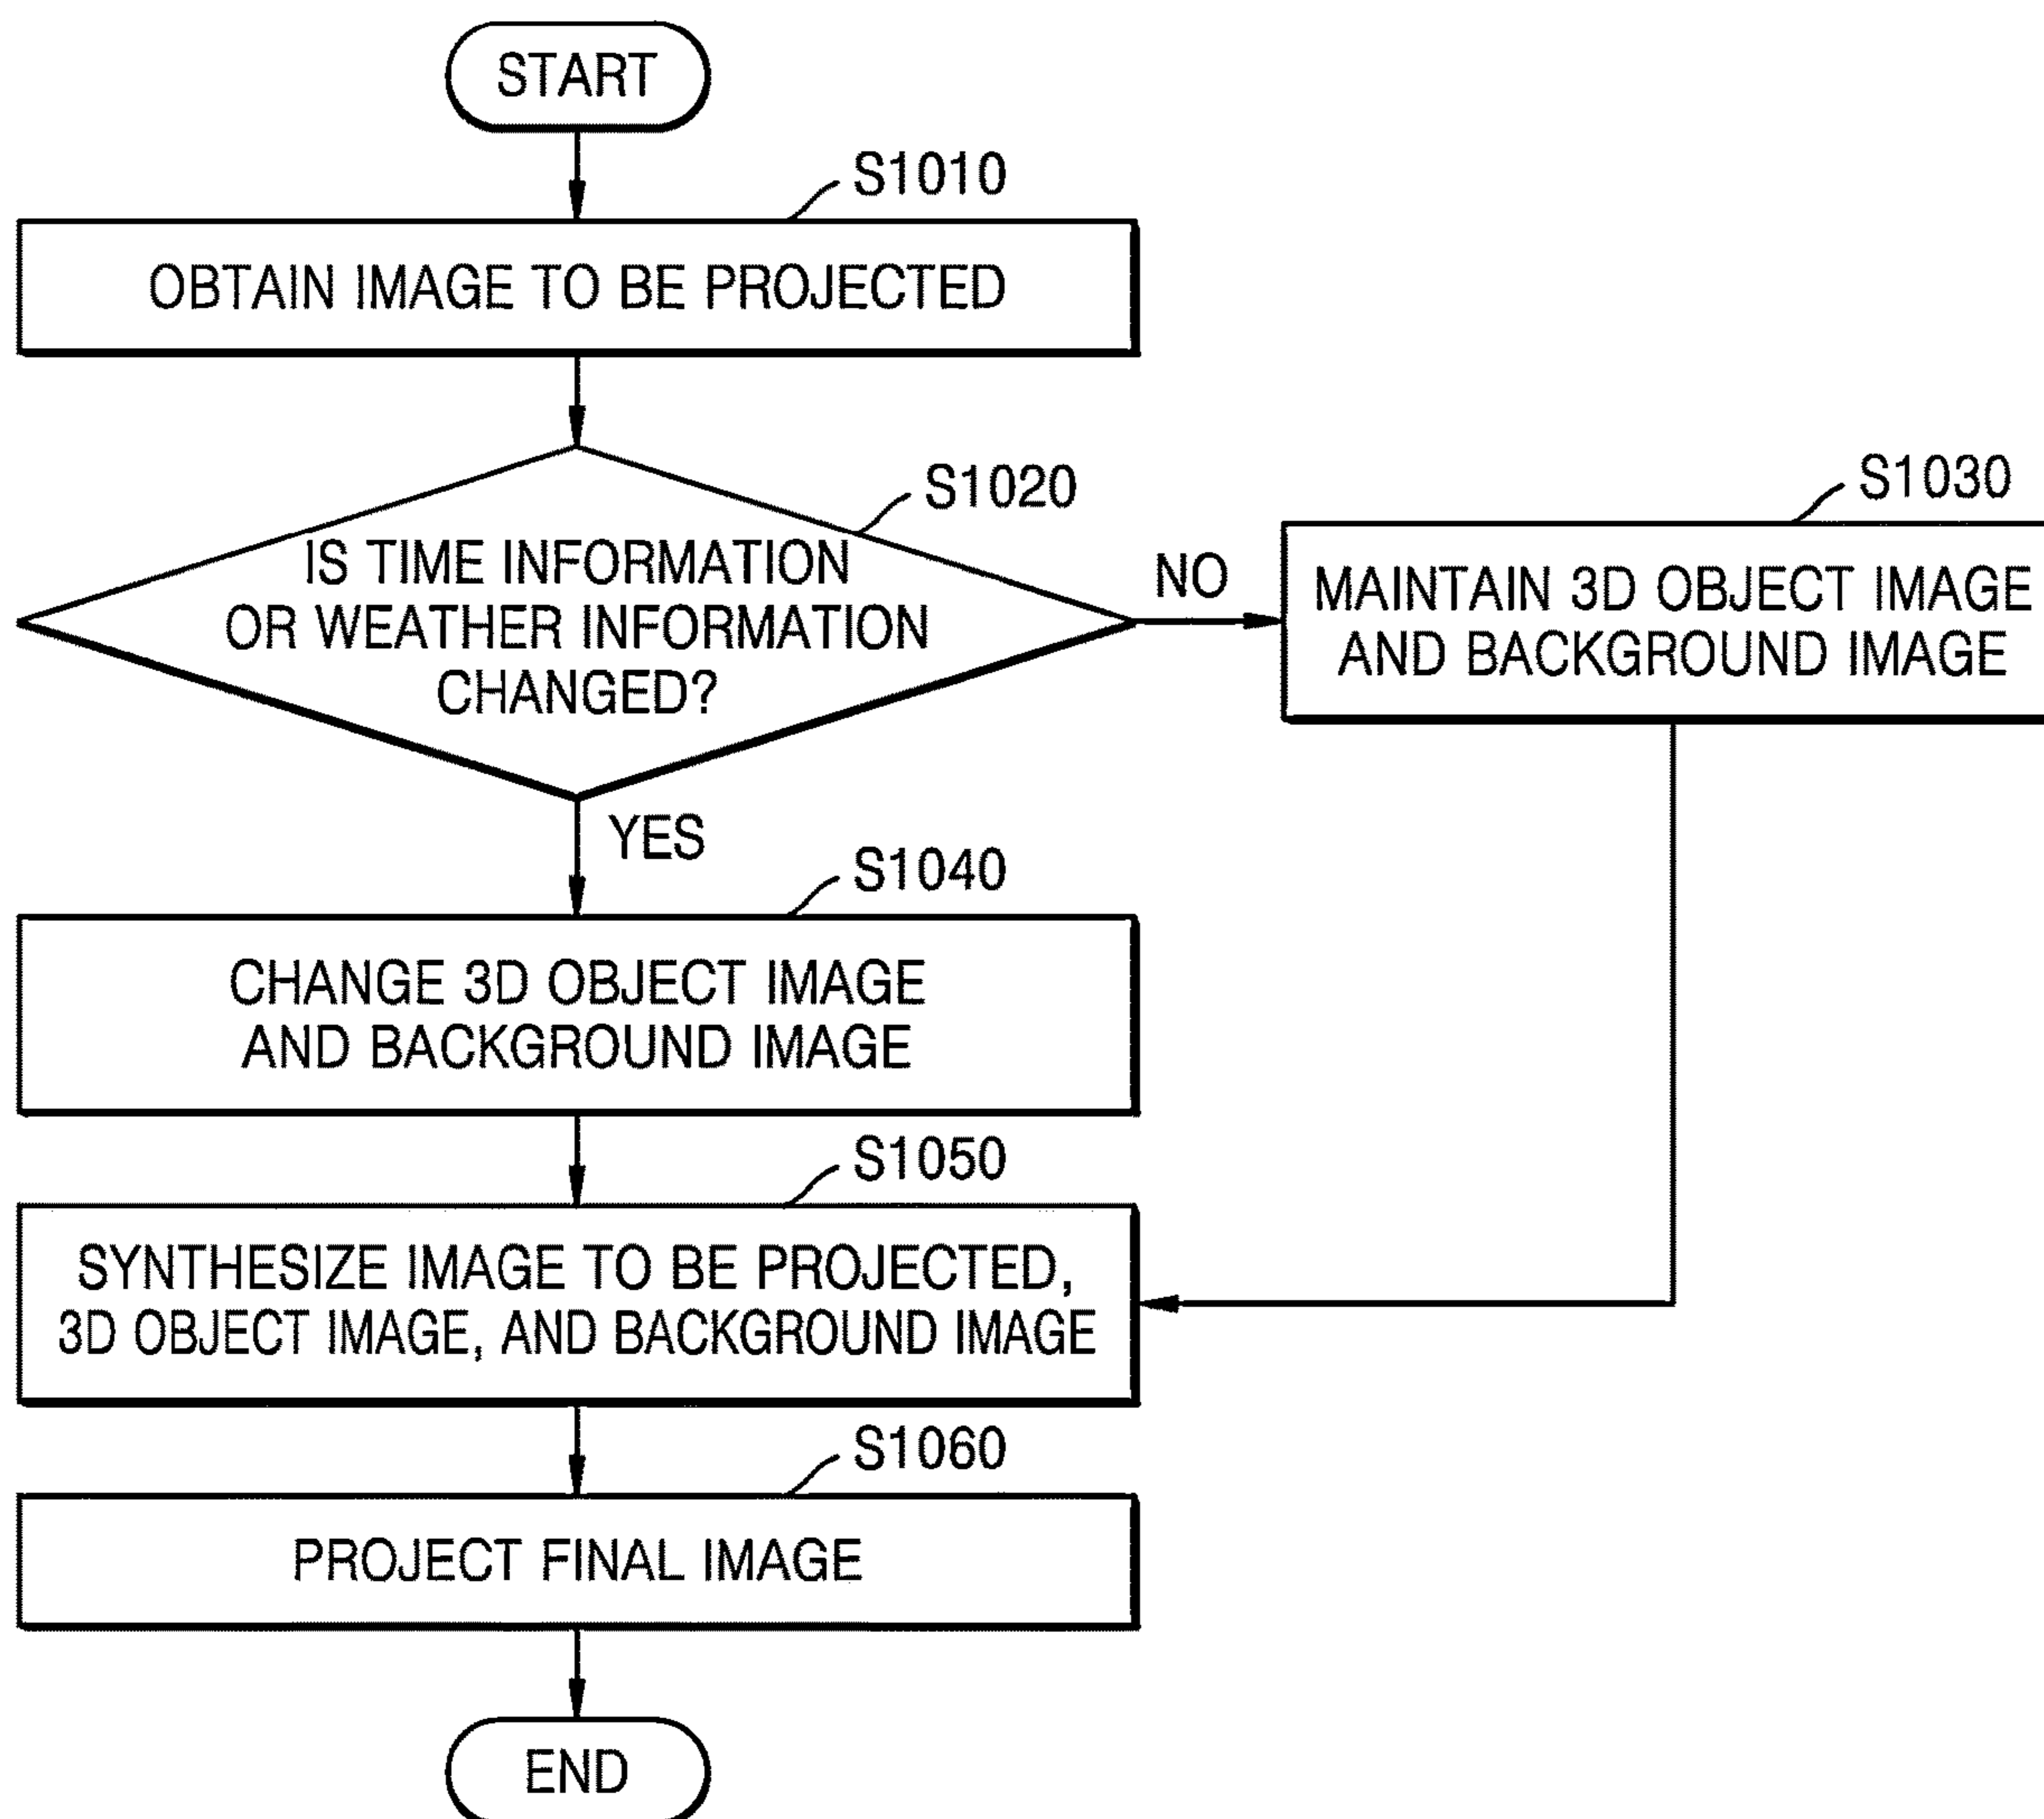 START
S1010
OBTAIN IMAGE TO BE PROJECTED
S1020
IS TIME INFORMATION
OR WEATHER INFORMATION
CHANGED?
NO
S1030
MAINTAIN 3D OBJECT IMAGE
AND BACKGROUND IMAGE
YES
S1040
CHANGE 3D OBJECT IMAGE
AND BACKGROUND IMAGE
S1050
SYNTHESIZE IMAGE TO BE PROJECTED,
3D OBJECT IMAGE, AND BACKGROUND IMAGE
S1060
PROJECT FINAL IMAGE
END